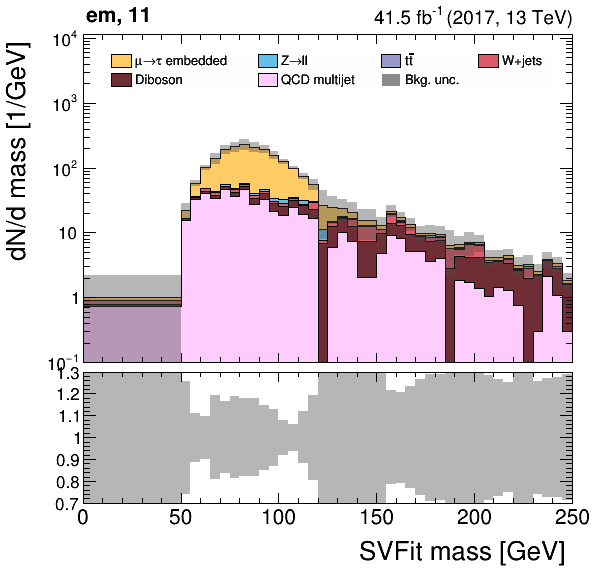 em, 11 41.5 fb⁻¹ (2017, 13 TeV)
dN/d mass [1/GeV]
10⁴
10³
10²
10
1
10⁻¹
μ→τ embedded Z→ll tt̄ W+jets
Diboson QCD multijet Bkg. unc.
1.3
1.2
1.1
1
0.9
0.8
0.7
0 50 100 150 200 250
SVFit mass [GeV]